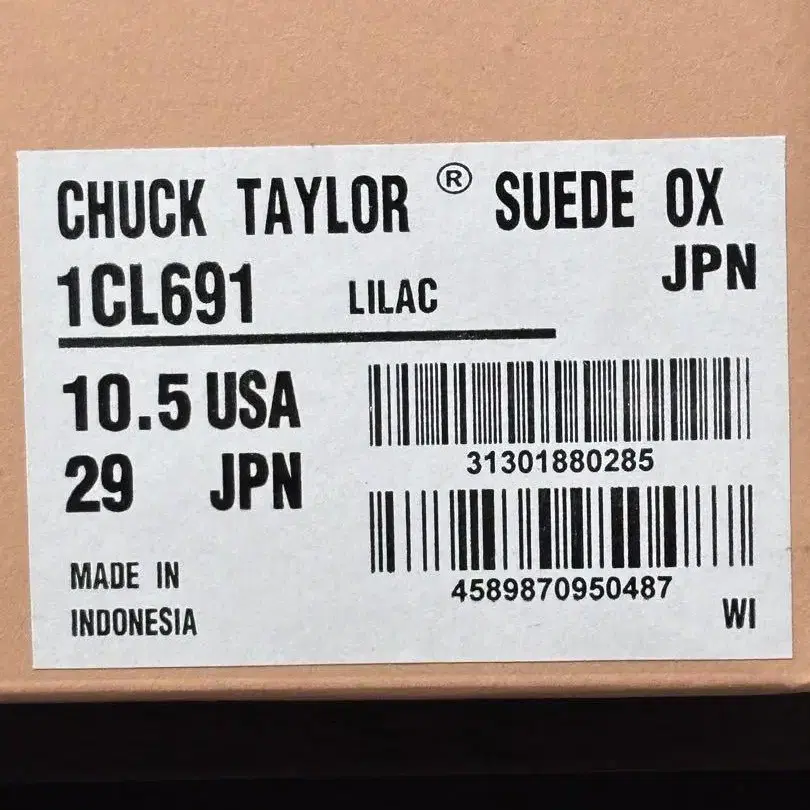 CHUCK TAYLOR ® SUEDE OX
JPN
1CL691 LILAC
10.5 USA
29 JPN
31301880285
4589870950487
MADE IN
INDONESIA
WI